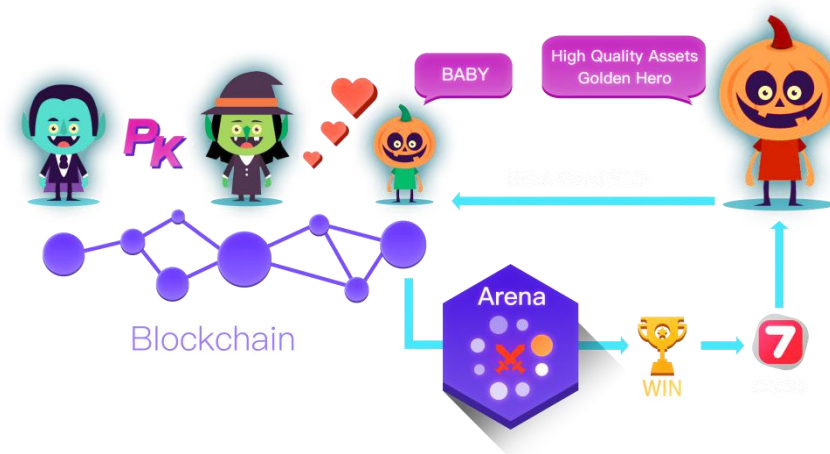 BABY
High Quality Assets
Golden Hero
PK
Blockchain
Arena
WIN
7